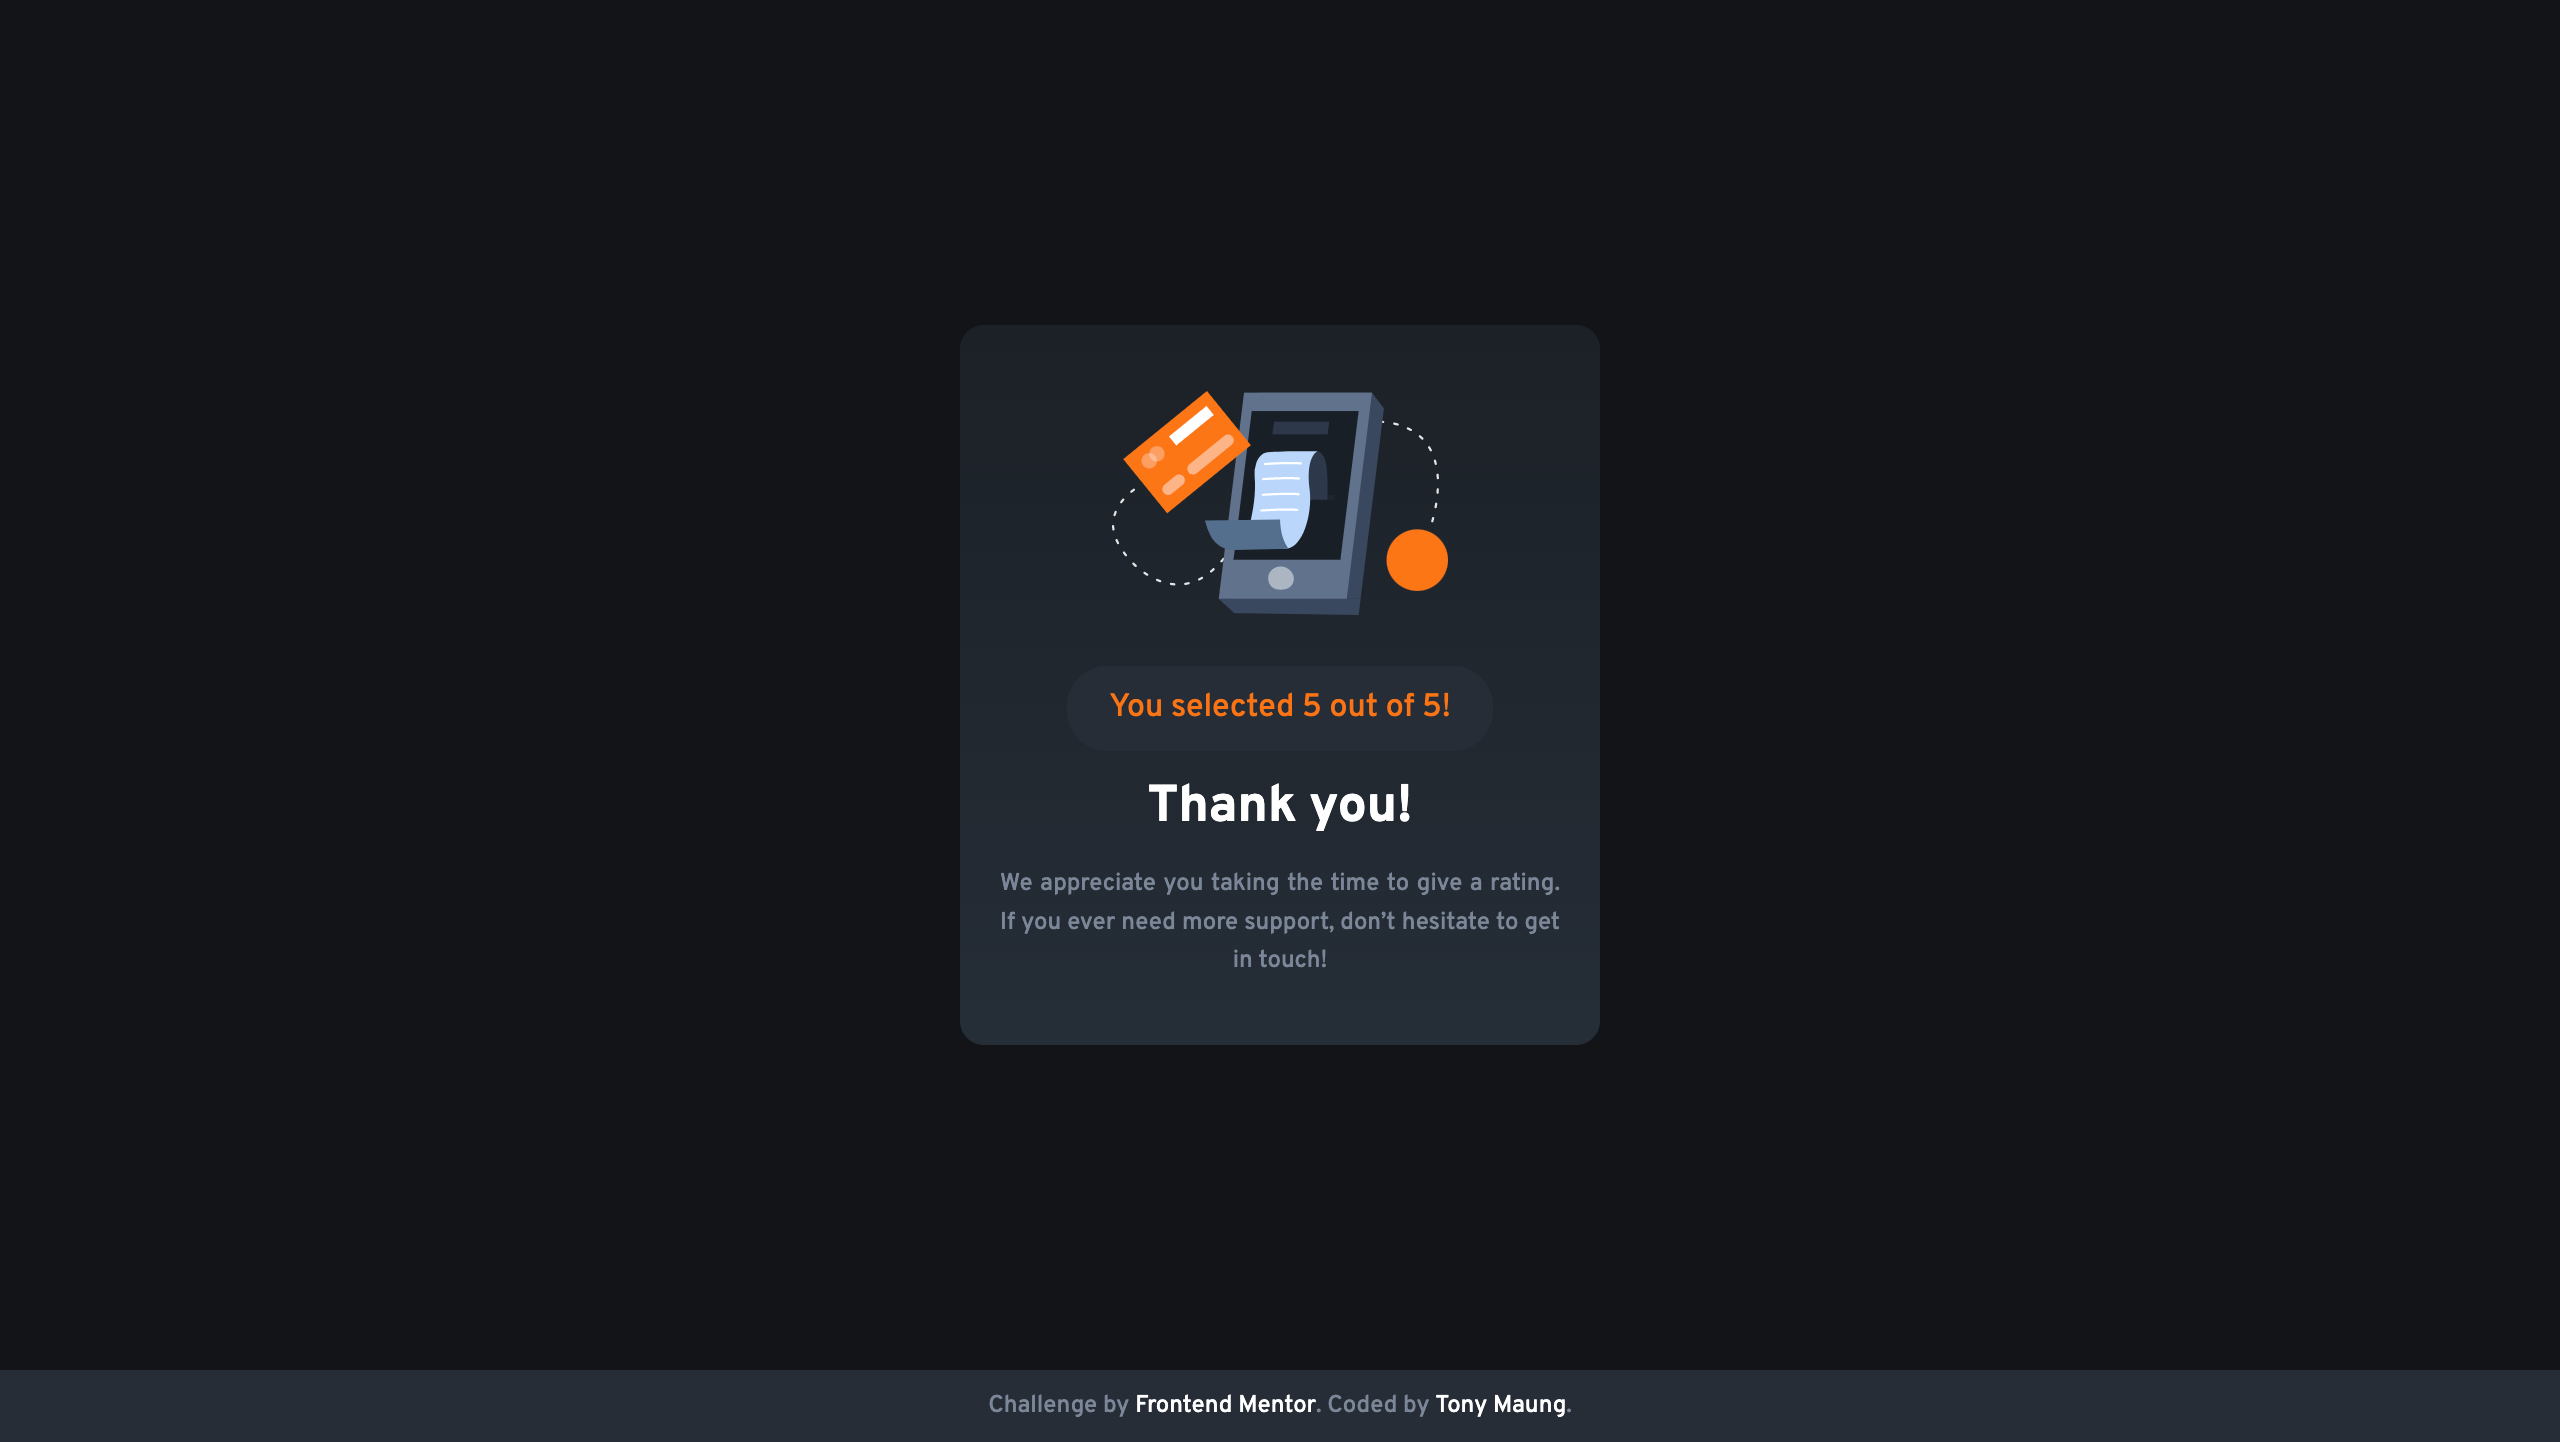 You selected 5 out of 5!
Thank you!
We appreciate you taking the time to give a rating.
If you ever need more support, don’t hesitate to get
in touch!
Challenge by Frontend Mentor. Coded by Tony Maung.